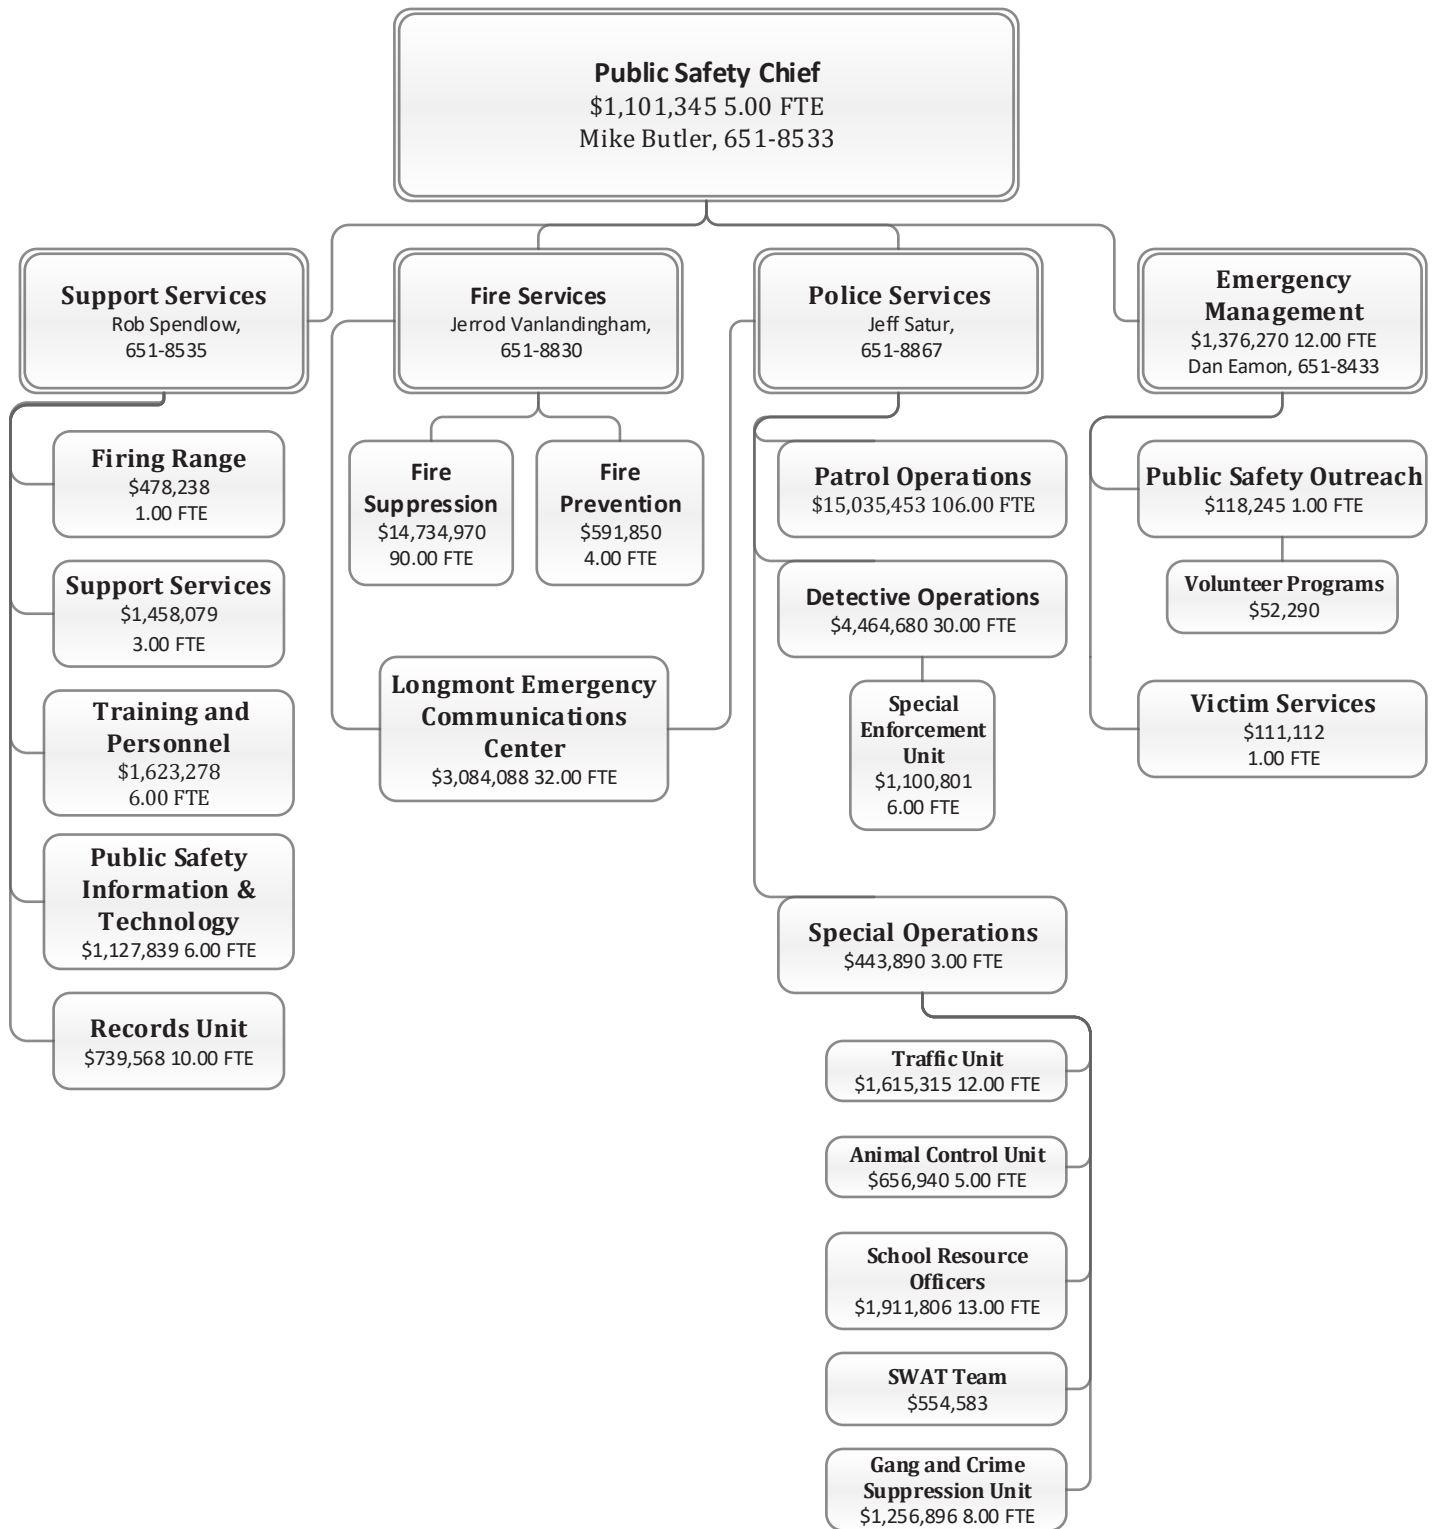 Public Safety Chief
$1,101,345 5.00 FTE
Mike Butler, 651-8533
Support Services
Rob Spendlow,
651-8535
Fire Services
Jerrod Vanlandingham,
651-8830
Police Services
Jeff Satur,
651-8867
Emergency
Management
$1,376,270 12.00 FTE
Dan Eamon, 651-8433
Firing Range
$478,238
1.00 FTE
Support Services
$1,458,079
3.00 FTE
Training and
Personnel
$1,623,278
6.00 FTE
Public Safety
Information &
Technology
$1,127,839 6.00 FTE
Records Unit
$739,568 10.00 FTE
Fire
Suppression
$14,734,970
90.00 FTE
Fire
Prevention
$591,850
4.00 FTE
Longmont Emergency
Communications
Center
$3,084,088 32.00 FTE
Patrol Operations
$15,035,453 106.00 FTE
Detective Operations
$4,464,680 30.00 FTE
Special
Enforcement
Unit
$1,100,801
6.00 FTE
Special Operations
$443,890 3.00 FTE
Traffic Unit
$1,615,315 12.00 FTE
Animal Control Unit
$656,940 5.00 FTE
School Resource
Officers
$1,911,806 13.00 FTE
SWAT Team
$554,583
Gang and Crime
Suppression Unit
$1,256,896 8.00 FTE
Public Safety Outreach
$118,245 1.00 FTE
Volunteer Programs
$52,290
Victim Services
$111,112
1.00 FTE